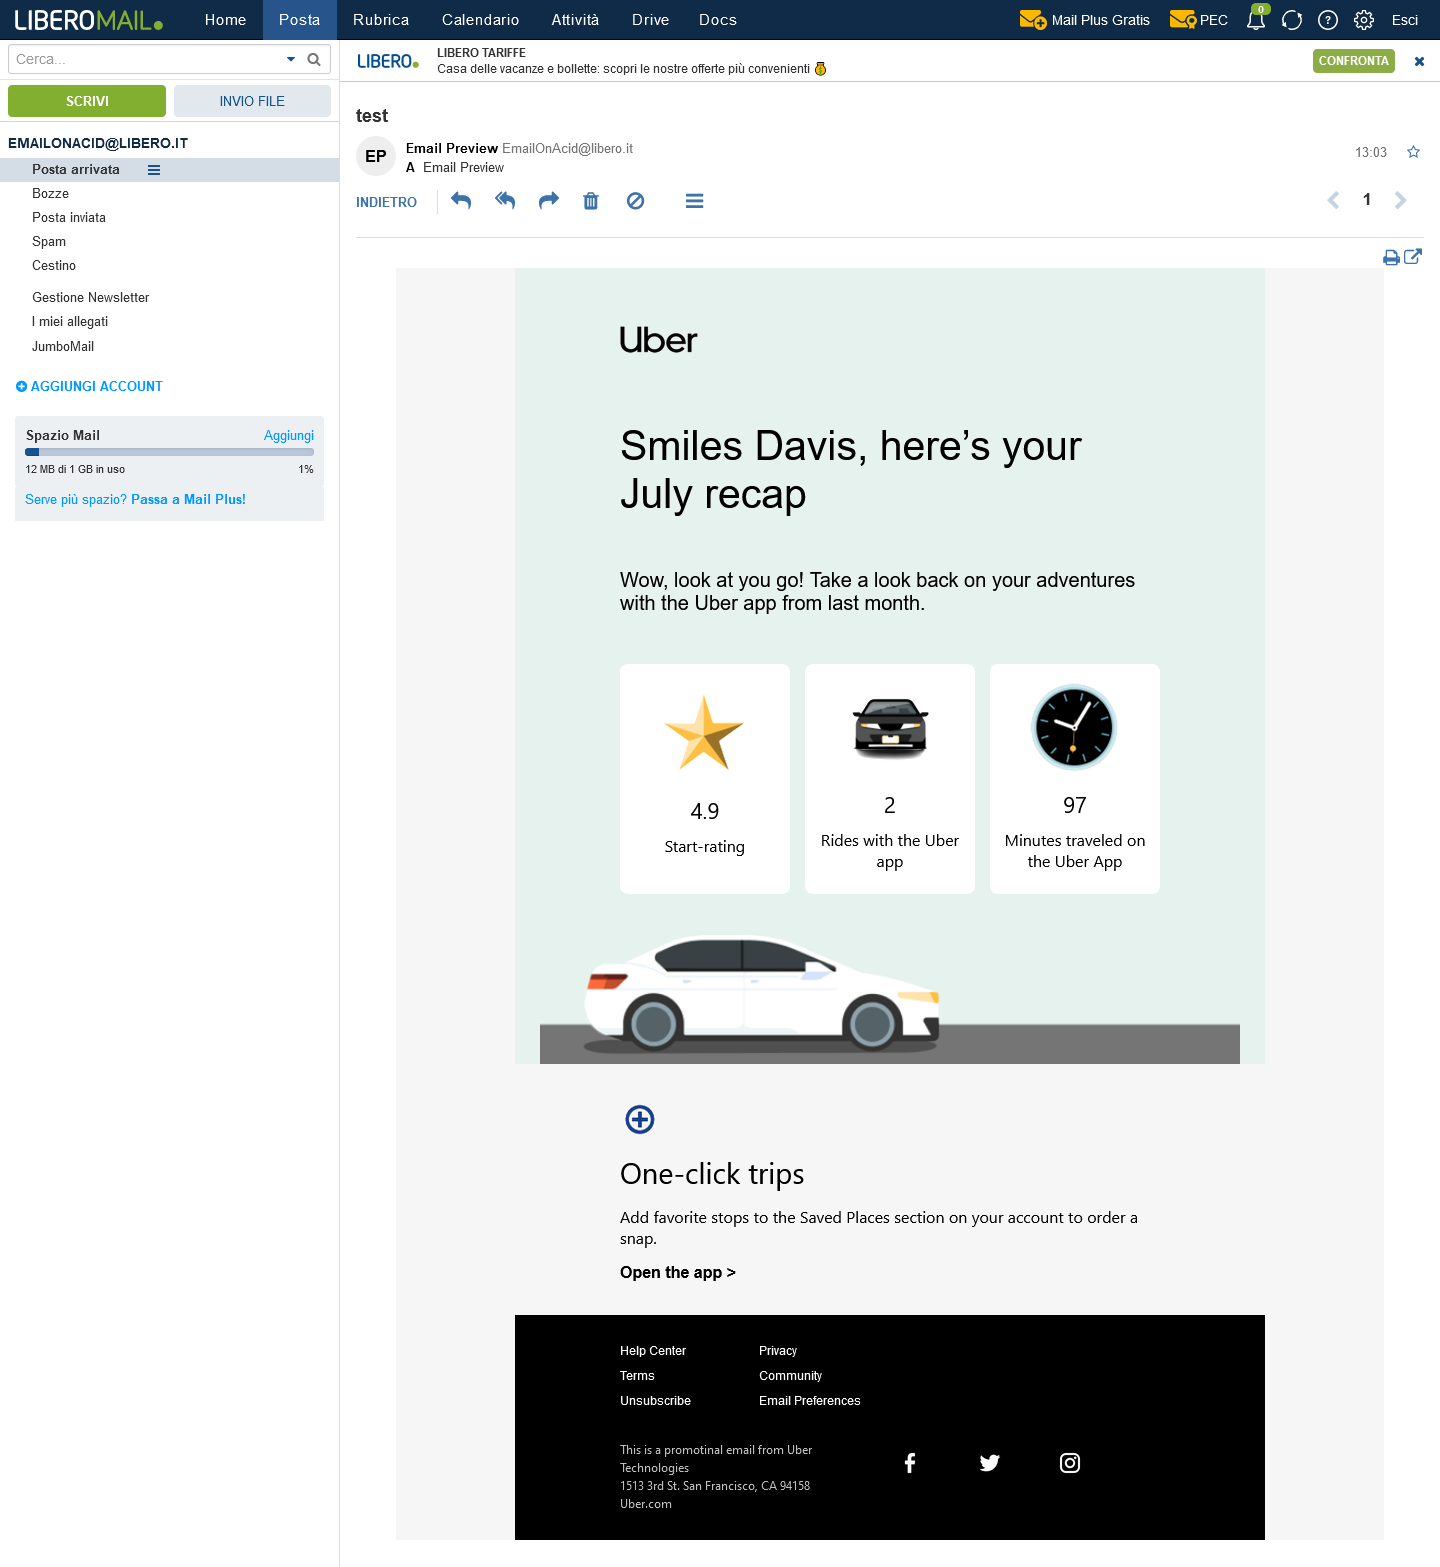 LIBEROMAIL
Home Posta Rubrica Calendario Attività Drive Docs
Mail Plus Gratis PEC 0 Esci
Cerca...
SCRIVI INVIO FILE
EMAILONACID@LIBERO.IT
Posta arrivata
Bozze
Posta inviata
Spam
Cestino
Gestione Newsletter
I miei allegati
JumboMail
AGGIUNGI ACCOUNT
Spazio Mail Aggiungi
12 MB di 1 GB in uso 1%
Serve più spazio? Passa a Mail Plus!
LIBERO
LIBERO TARIFFE
Casa delle vacanze e bollette: scopri le nostre offerte più convenienti
CONFRONTA
test
EP
Email Preview EmailOnAcid@libero.it
A Email Preview
13:03
INDIETRO
1
Uber
Smiles Davis, here’s your
July recap
Wow, look at you go! Take a look back on your adventures
with the Uber app from last month.
4.9
Start-rating
2
Rides with the Uber
app
97
Minutes traveled on
the Uber App
One-click trips
Add favorite stops to the Saved Places section on your account to order a
snap.
Open the app >
Help Center Privacy
Terms Community
Unsubscribe Email Preferences
This is a promotinal email from Uber
Technologies
1513 3rd St. San Francisco, CA 94158
Uber.com